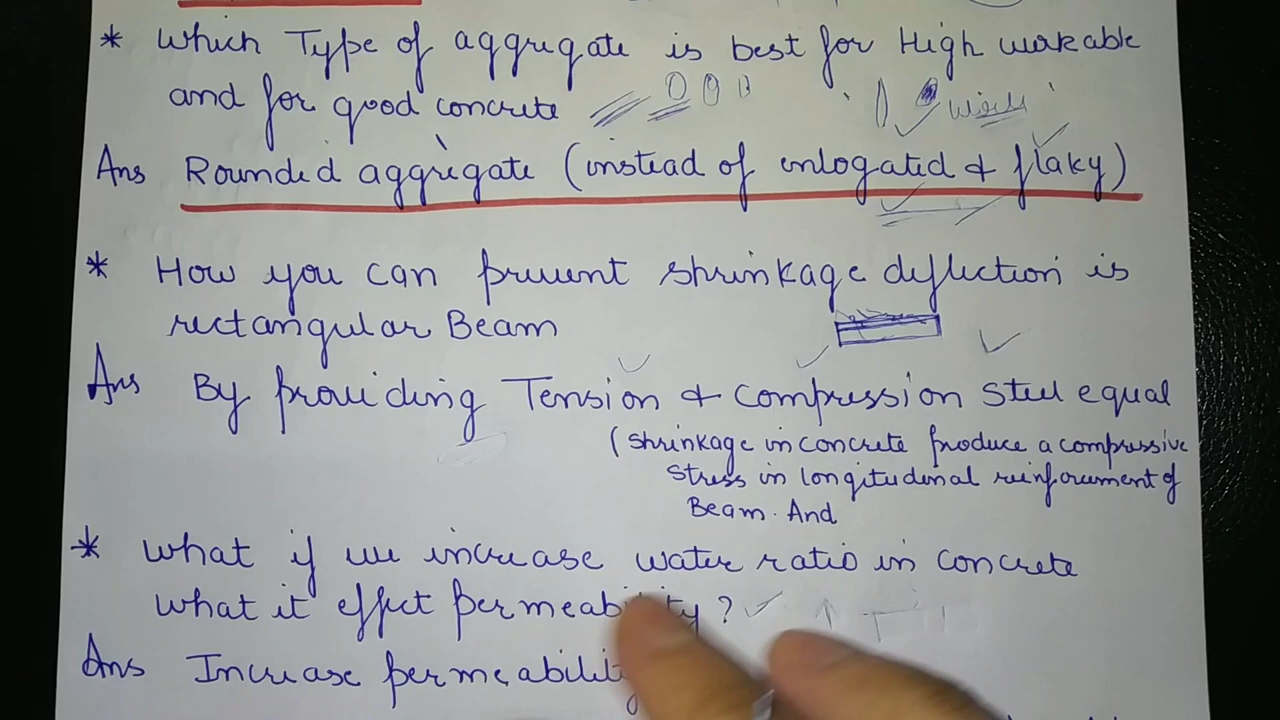 * Which Type of aggregate is best for High workable
and for good concrete
Ans Rounded aggregate (instead of enlogated & flaky)
* How you can prevent shrinkage deflection is
rectangular Beam
Ans By providing Tension & compression Steel equal
(shrinkage in concrete produce a compressive
stress in longitudinal reinforcement of
Beam. And
* What if we increase water ratio in concrete
what it effect permeability ?
Ans Increase permeability